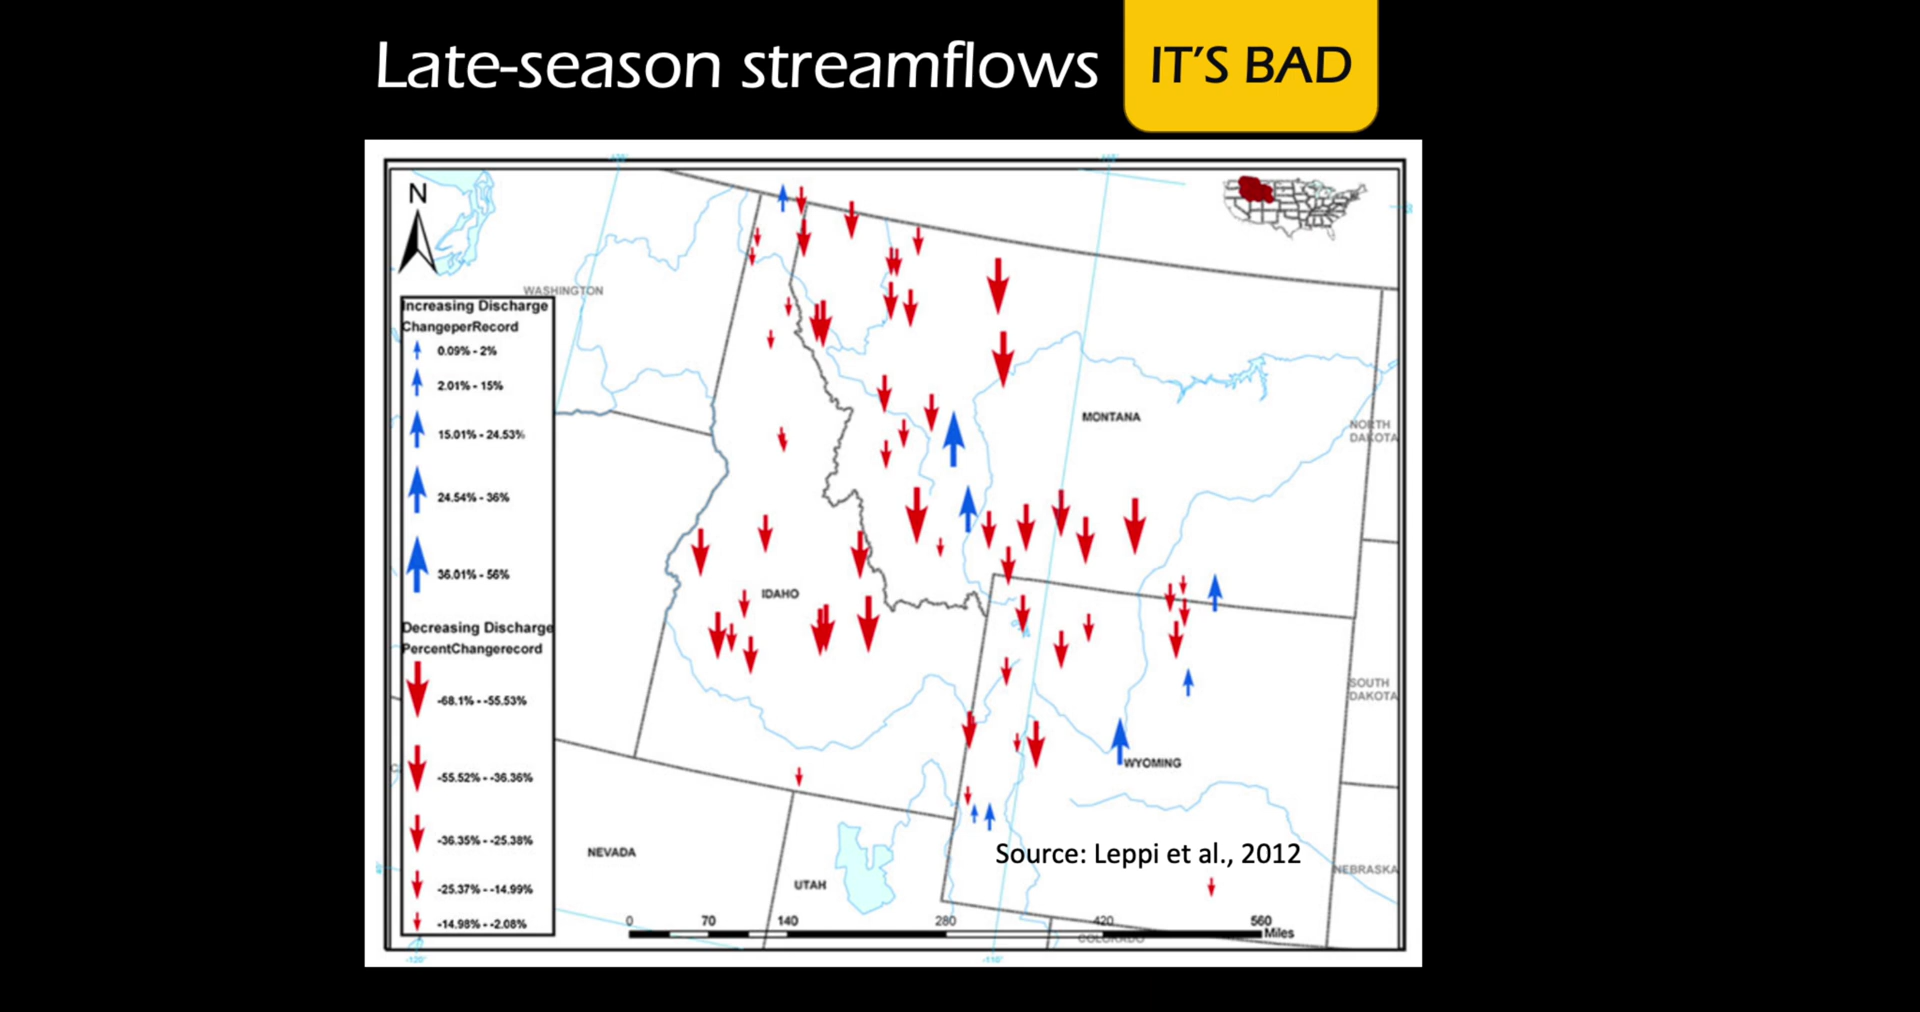 Late-season streamflows
IT'S BAD
N
WASHINGTON
Increasing Discharge
ChangeperRecord
0.09% - 2%
2.01% - 15%
15.01% - 24.53%
24.54% - 36%
36.01% - 56%
Decreasing Discharge
PercentChangerecord
-68.1% - -55.53%
-55.52% - -36.36%
-36.35% - -25.38%
-25.37% - -14.99%
-14.98% - -2.08%
MONTANA
NORTH
DAKOTA
IDAHO
SOUTH
DAKOTA
WYOMING
NEVADA
UTAH
Source: Leppi et al., 2012
NEBRASKA
0 70 140 280 420 560
Miles
COLORADO
-120°
-110°